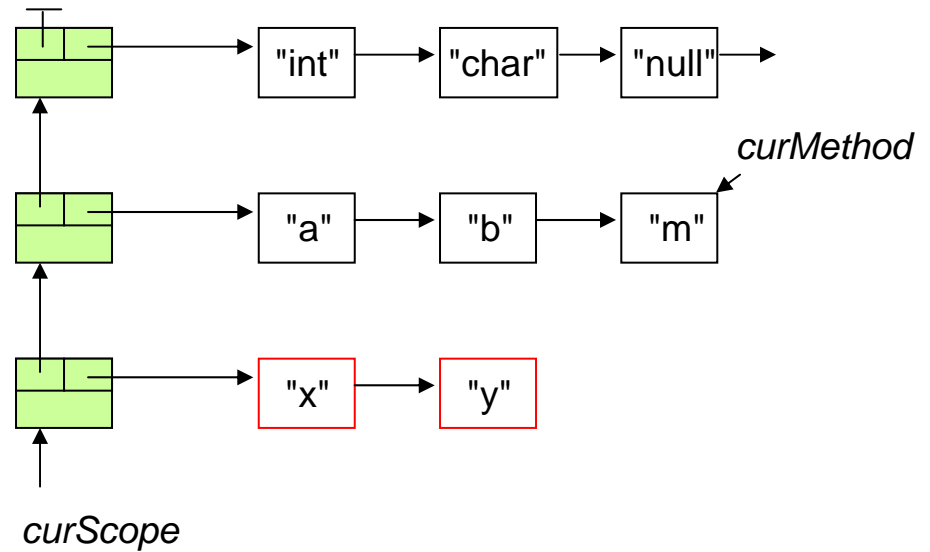 "int" "char" "null"
curMethod
"a" "b" "m"
"x" "y"
curScope